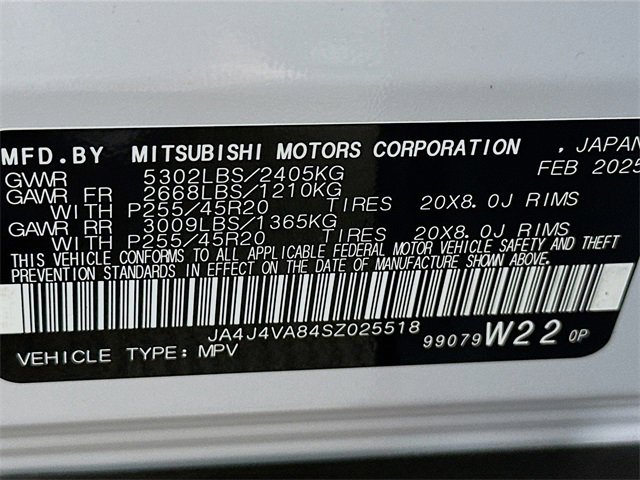 MFD.BY MITSUBISHI MOTORS CORPORATION , JAPAN
FEB 2025
GVWR 5302LBS/2405KG
GAWR FR 2668LBS/1210KG
WITH P255/45R20 TIRES 20X8.0J RIMS
GAWR RR 3009LBS/1365KG
WITH P255/45R20 TIRES 20X8.0J RIMS
THIS VEHICLE CONFORMS TO ALL APPLICABLE FEDERAL MOTOR VEHICLE SAFETY AND THEFT
PREVENTION STANDARDS IN EFFECT ON THE DATE OF MANUFACTURE SHOWN ABOVE.
JA4J4VA84SZ025518
VEHICLE TYPE:MPV 99079 W22 0P